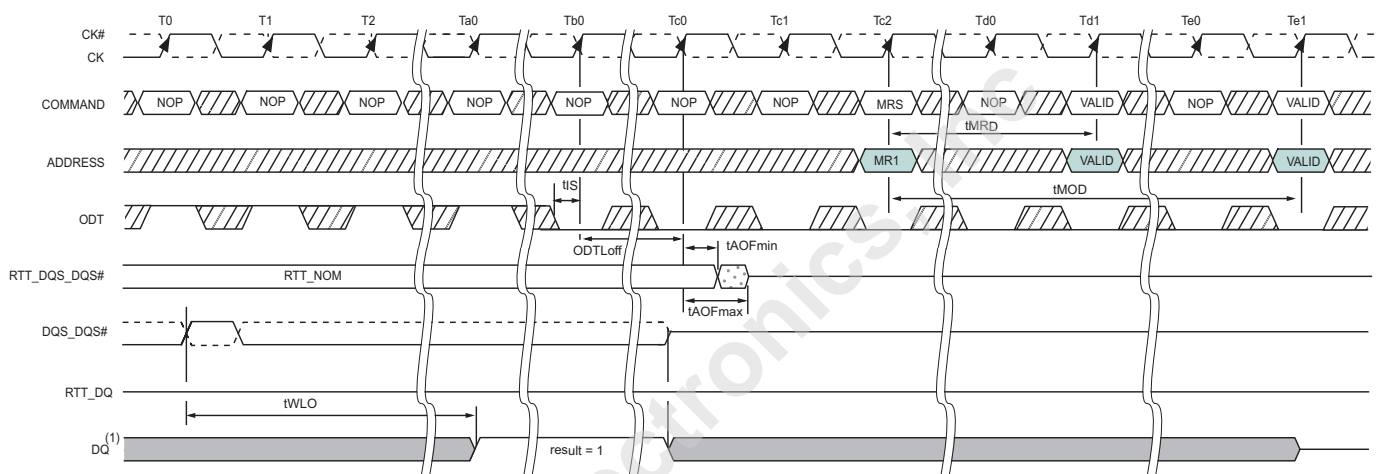 T0 T1 T2 Ta0 Tb0 Tc0 Tc1 Tc2 Td0 Td1 Te0 Te1
CK#
CK
COMMAND NOP NOP NOP NOP NOP NOP NOP MRS NOP VALID NOP VALID
tMRD
ADDRESS MR1 VALID VALID
tIS
tMOD
ODT
ODTLoff
tAOFmin
RTT_DQS_DQS# RTT_NOM
tAOFmax
DQS_DQS#
RTT_DQ
tWLO
DQ(1) result = 1
ectronics, Inc